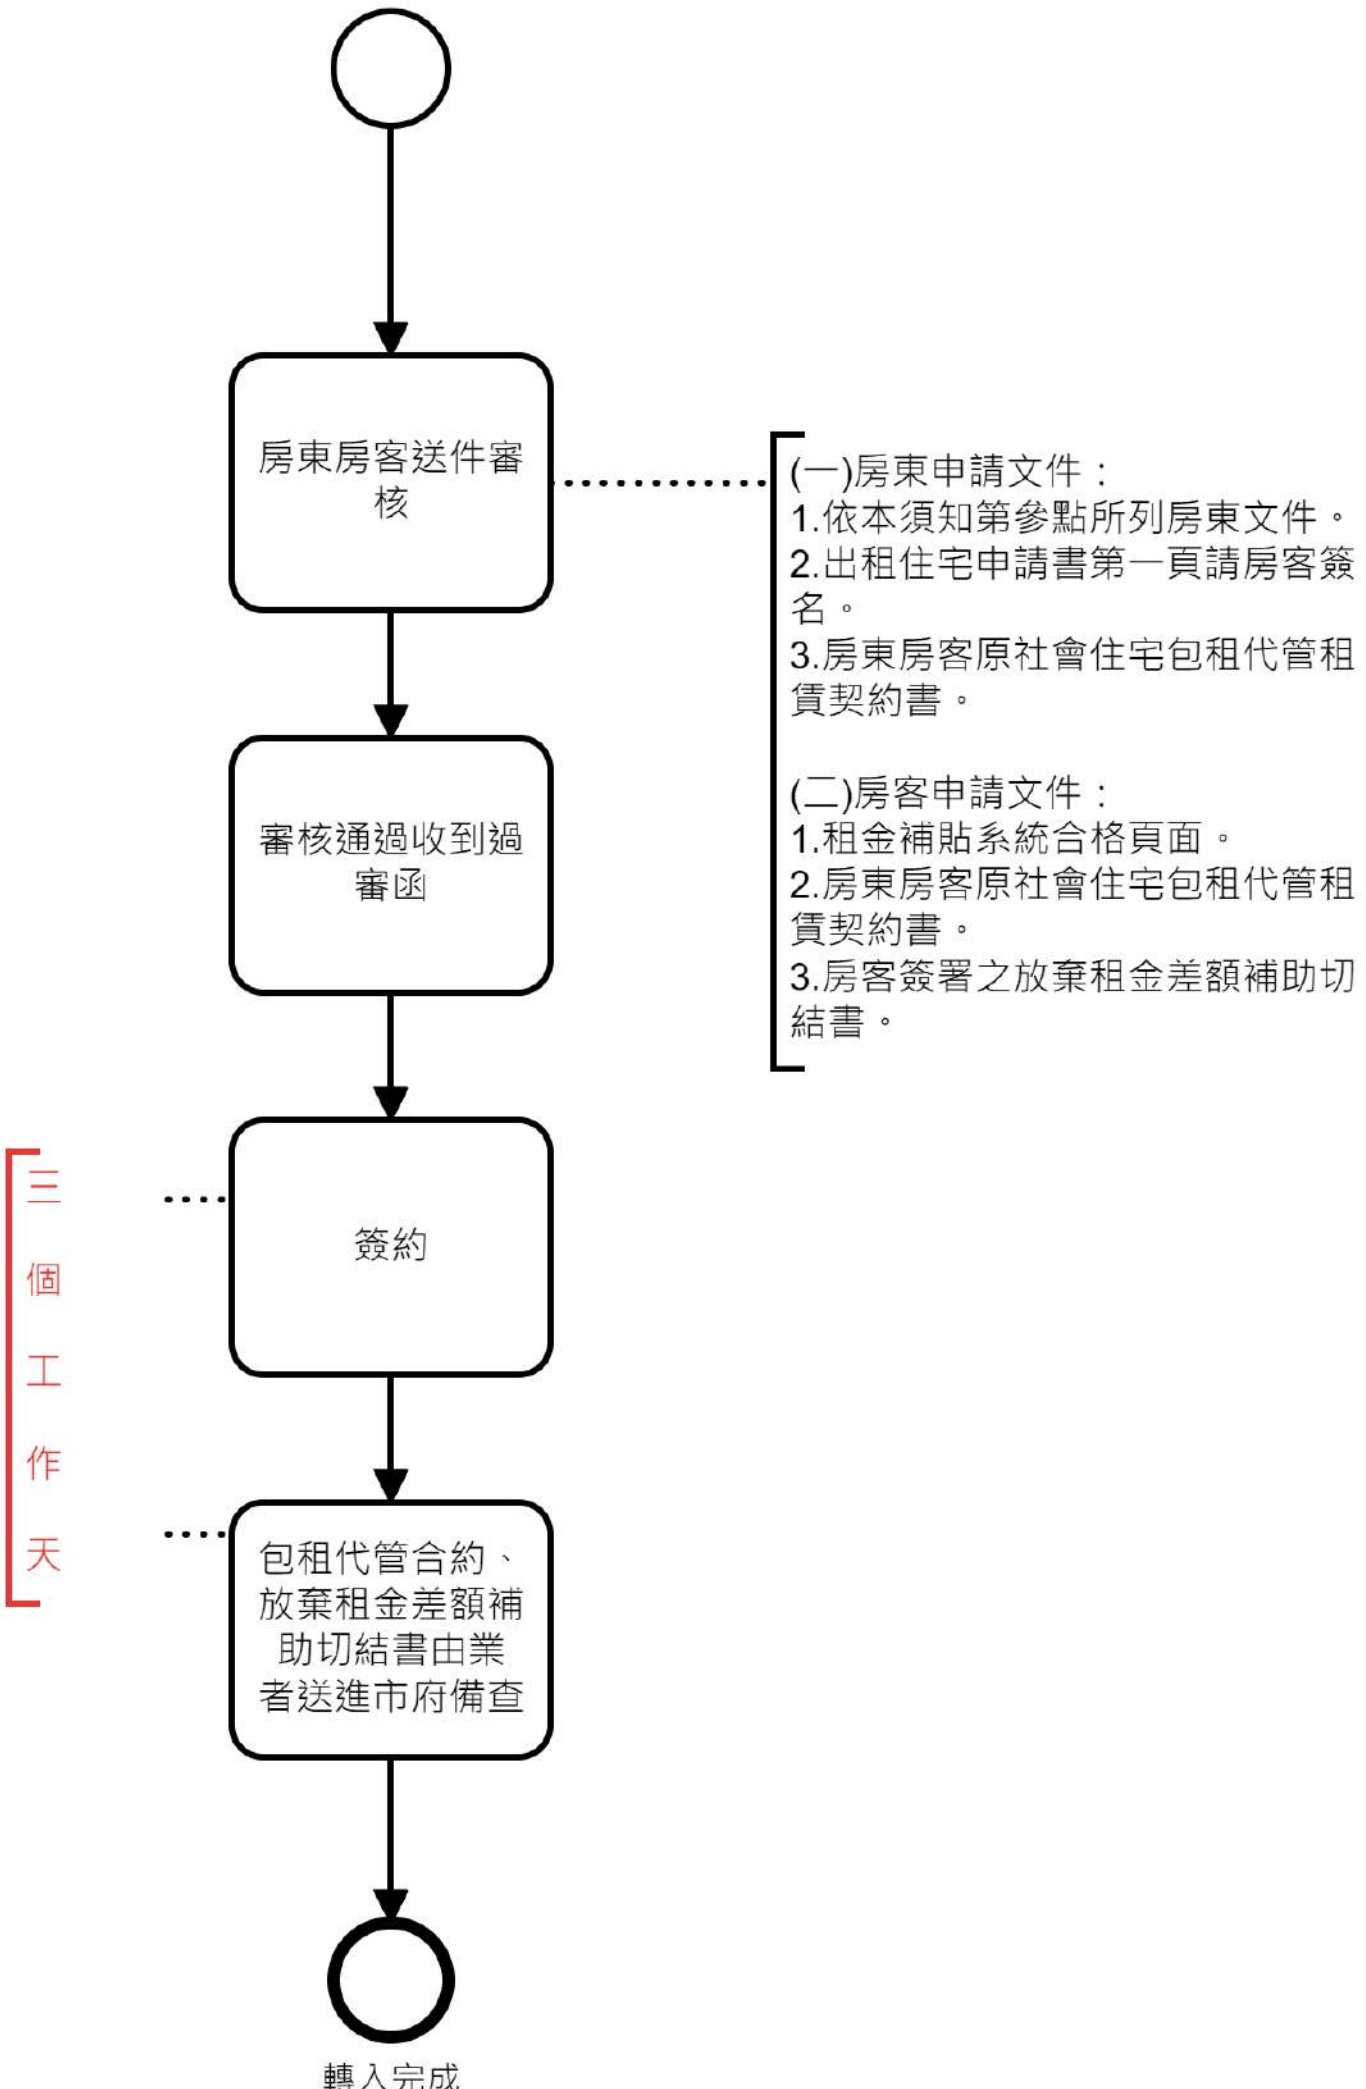 房東房客送件審
核
(一)房東申請文件：
1.依本須知第參點所列房東文件。
2.出租住宅申請書第一頁請房客簽
名。
3.房東房客原社會住宅包租代管租
賃契約書。
(二)房客申請文件：
1.租金補貼系統合格頁面。
2.房東房客原社會住宅包租代管租
賃契約書。
3.房客簽署之放棄租金差額補助切
結書。
審核通過收到過
審函
簽約
三
個
工
作
天
包租代管合約、
放棄租金差額補
助切結書由業
者送進市府備查
轉入完成